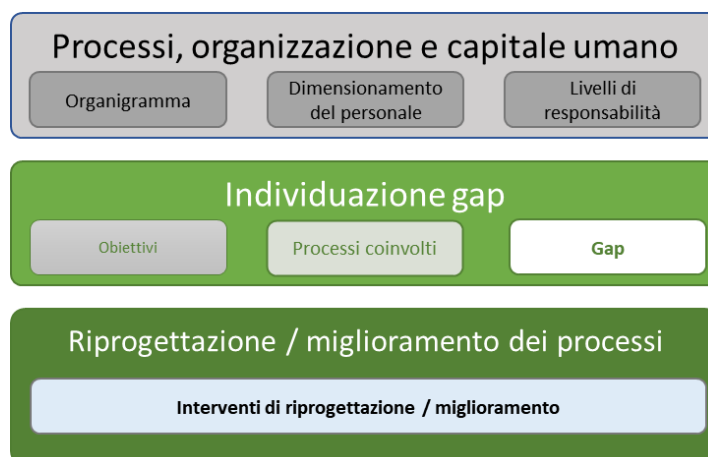 Processi, organizzazione e capitale umano
Organigramma
Dimensionamento
del personale
Livelli di
responsabilità
Individuazione gap
Obiettivi
Processi coinvolti
Gap
Riprogettazione / miglioramento dei processi
Interventi di riprogettazione / miglioramento